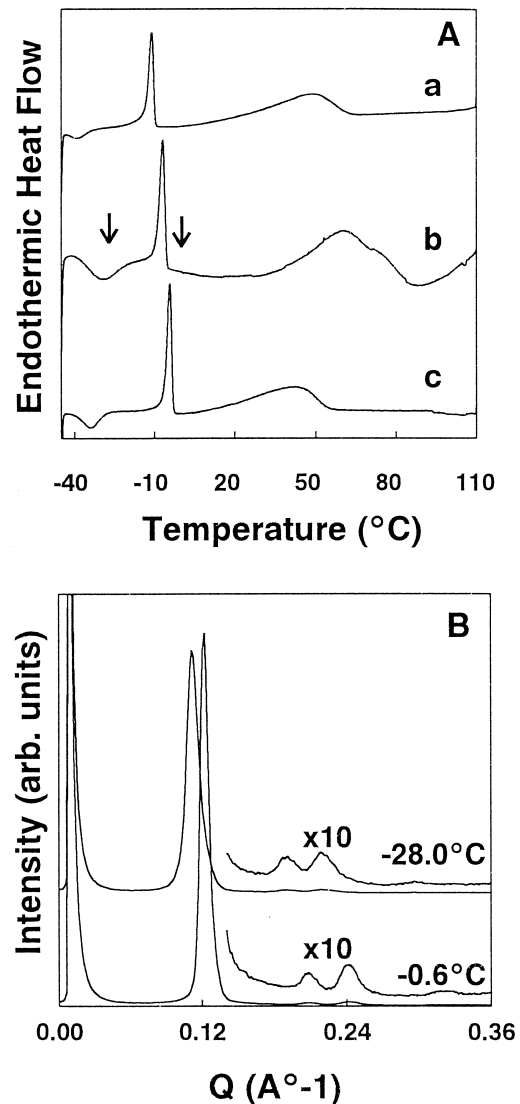 A
a
b
c
Endothermic Heat Flow
-40 -10 20 50 80 110
Temperature (°C)
B
x10
-28.0°C
x10
-0.6°C
Intensity (arb. units)
0.00 0.12 0.24 0.36
Q (A°-1)